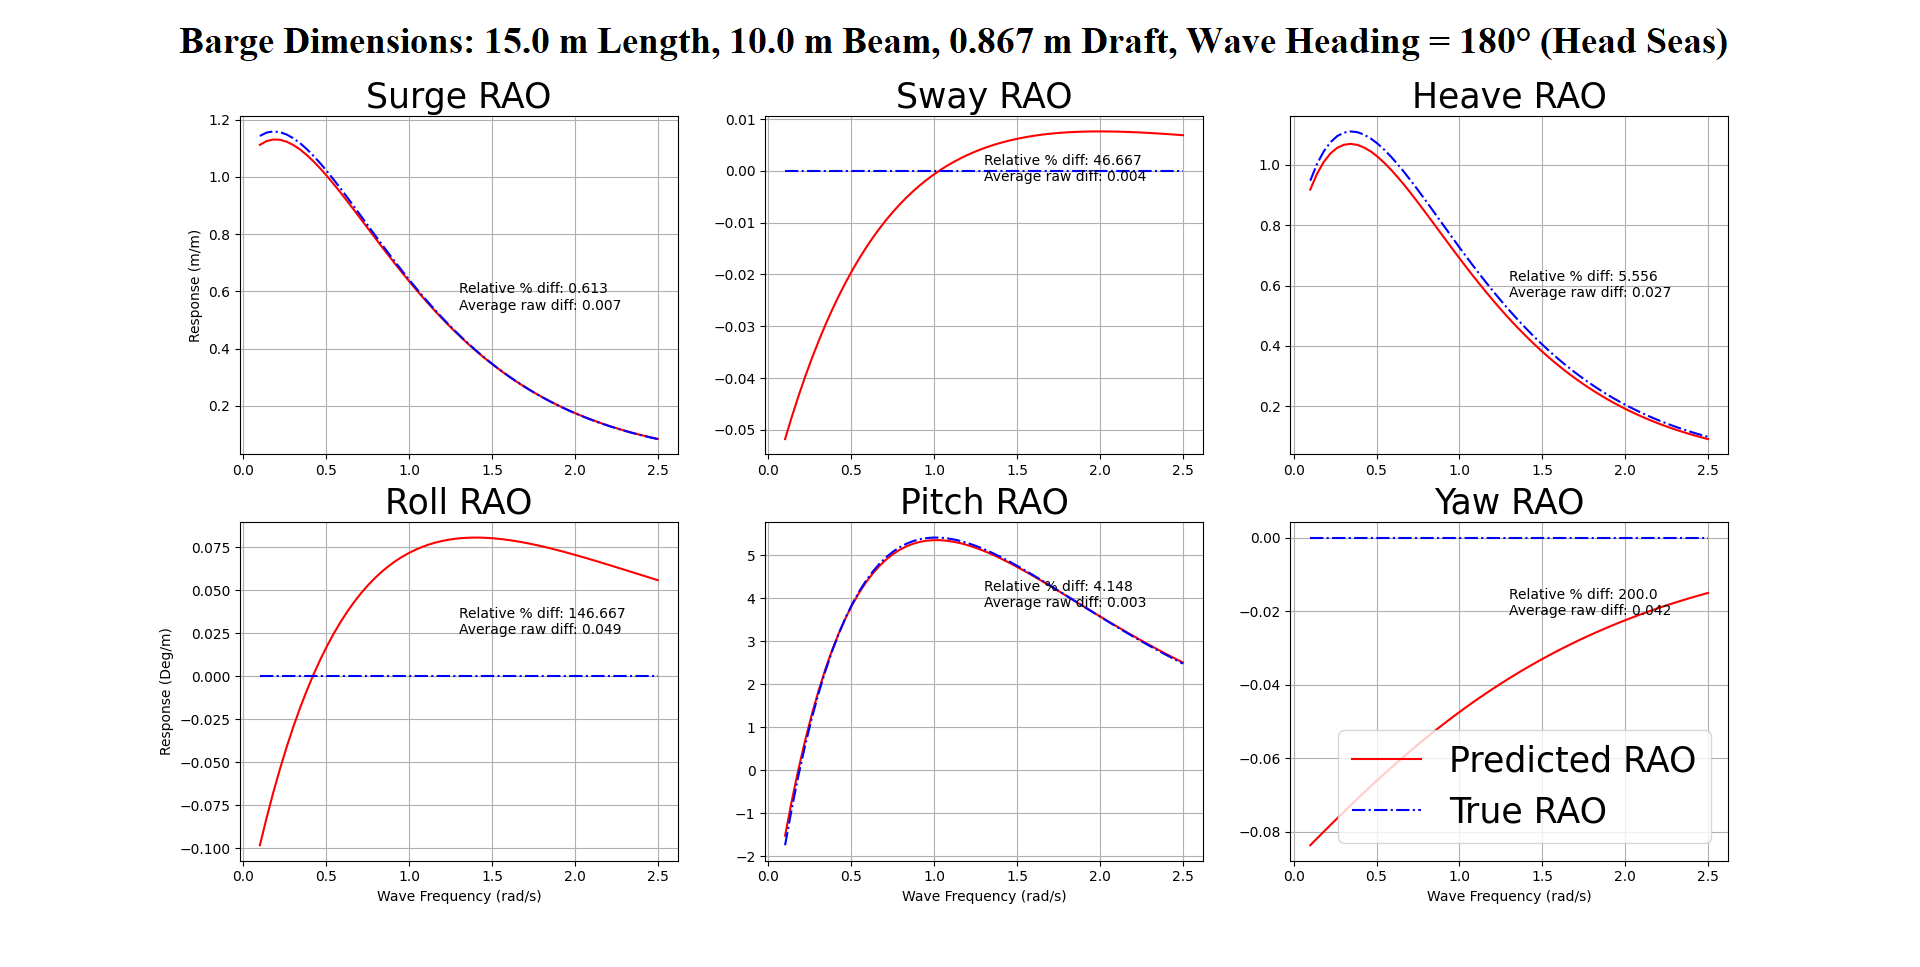 Barge Dimensions: 15.0 m Length, 10.0 m Beam, 0.867 m Draft, Wave Heading = 180° (Head Seas)
Surge RAO
1.2
1.0
0.8
0.6
0.4
0.2
Response (m/m)
Relative % diff: 0.613
Average raw diff: 0.007
0.0 0.5 1.0 1.5 2.0 2.5
Sway RAO
0.01
0.00
−0.01
−0.02
−0.03
−0.04
−0.05
Relative % diff: 46.667
Average raw diff: 0.004
0.0 0.5 1.0 1.5 2.0 2.5
Heave RAO
1.0
0.8
0.6
0.4
0.2
Relative % diff: 5.556
Average raw diff: 0.027
0.0 0.5 1.0 1.5 2.0 2.5
Roll RAO
0.075
0.050
0.025
0.000
−0.025
−0.050
−0.075
−0.100
Response (Deg/m)
Relative % diff: 146.667
Average raw diff: 0.049
0.0 0.5 1.0 1.5 2.0 2.5
Wave Frequency (rad/s)
Pitch RAO
5
4
3
2
1
0
−1
−2
Relative % diff: 4.148
Average raw diff: 0.003
0.0 0.5 1.0 1.5 2.0 2.5
Wave Frequency (rad/s)
Yaw RAO
0.00
−0.02
−0.04
−0.06
−0.08
Relative % diff: 200.0
Average raw diff: 0.042
Predicted RAO
True RAO
0.0 0.5 1.0 1.5 2.0 2.5
Wave Frequency (rad/s)